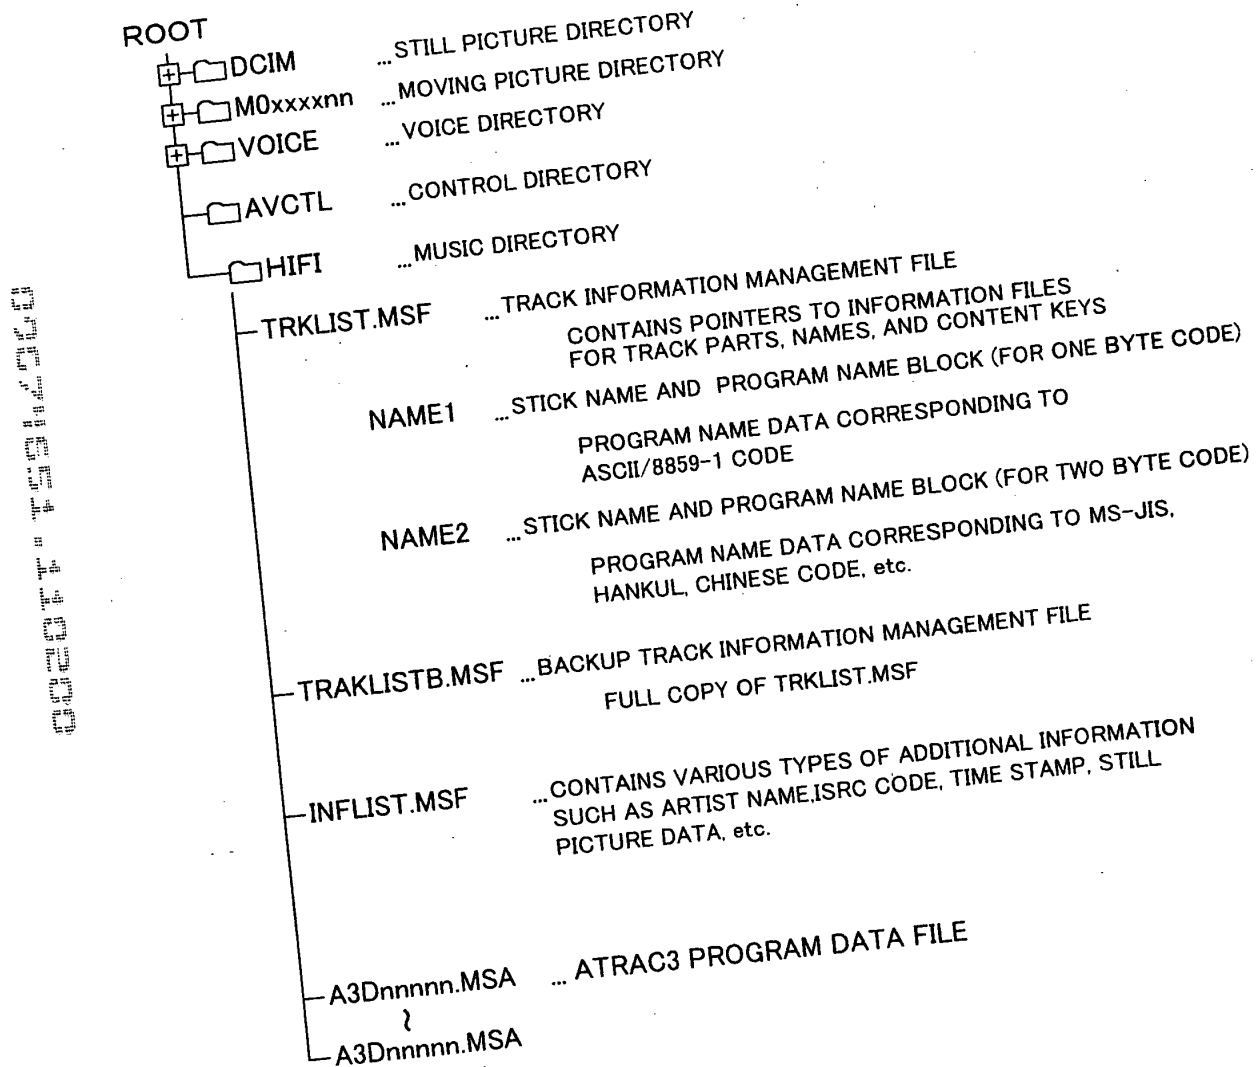 ROOT
DCIM ...STILL PICTURE DIRECTORY
M0xxxxnn ...MOVING PICTURE DIRECTORY
VOICE ...VOICE DIRECTORY
AVCTL ...CONTROL DIRECTORY
HIFI ...MUSIC DIRECTORY
TRKLIST.MSF ...TRACK INFORMATION MANAGEMENT FILE
CONTAINS POINTERS TO INFORMATION FILES
FOR TRACK PARTS, NAMES, AND CONTENT KEYS
NAME1 ...STICK NAME AND PROGRAM NAME BLOCK (FOR ONE BYTE CODE)
PROGRAM NAME DATA CORRESPONDING TO
ASCII/8859-1 CODE
NAME2 ...STICK NAME AND PROGRAM NAME BLOCK (FOR TWO BYTE CODE)
PROGRAM NAME DATA CORRESPONDING TO MS-JIS,
HANKUL, CHINESE CODE, etc.
TRAKLISTB.MSF ...BACKUP TRACK INFORMATION MANAGEMENT FILE
FULL COPY OF TRKLIST.MSF
INFLIST.MSF ...CONTAINS VARIOUS TYPES OF ADDITIONAL INFORMATION
SUCH AS ARTIST NAME,ISRC CODE, TIME STAMP, STILL
PICTURE DATA, etc.
A3Dnnnnn.MSA ... ATRAC3 PROGRAM DATA FILE
≀
A3Dnnnnn.MSA